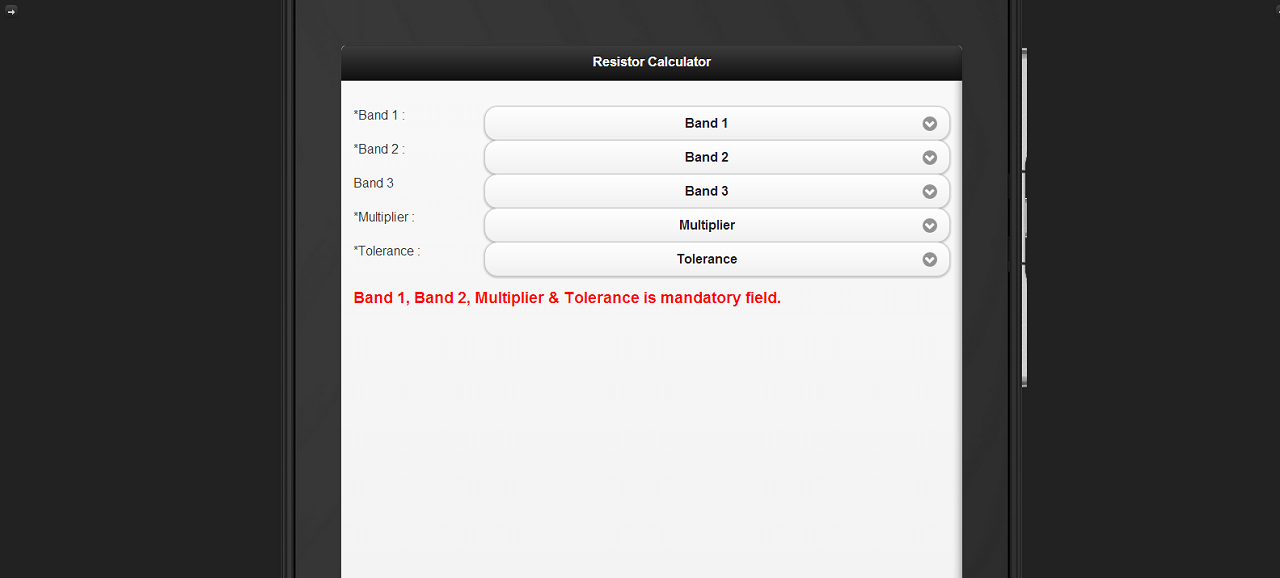 Resistor Calculator
*Band 1 :
Band 1
*Band 2 :
Band 2
Band 3
Band 3
*Multiplier :
Multiplier
*Tolerance :
Tolerance
Band 1, Band 2, Multiplier & Tolerance is mandatory field.